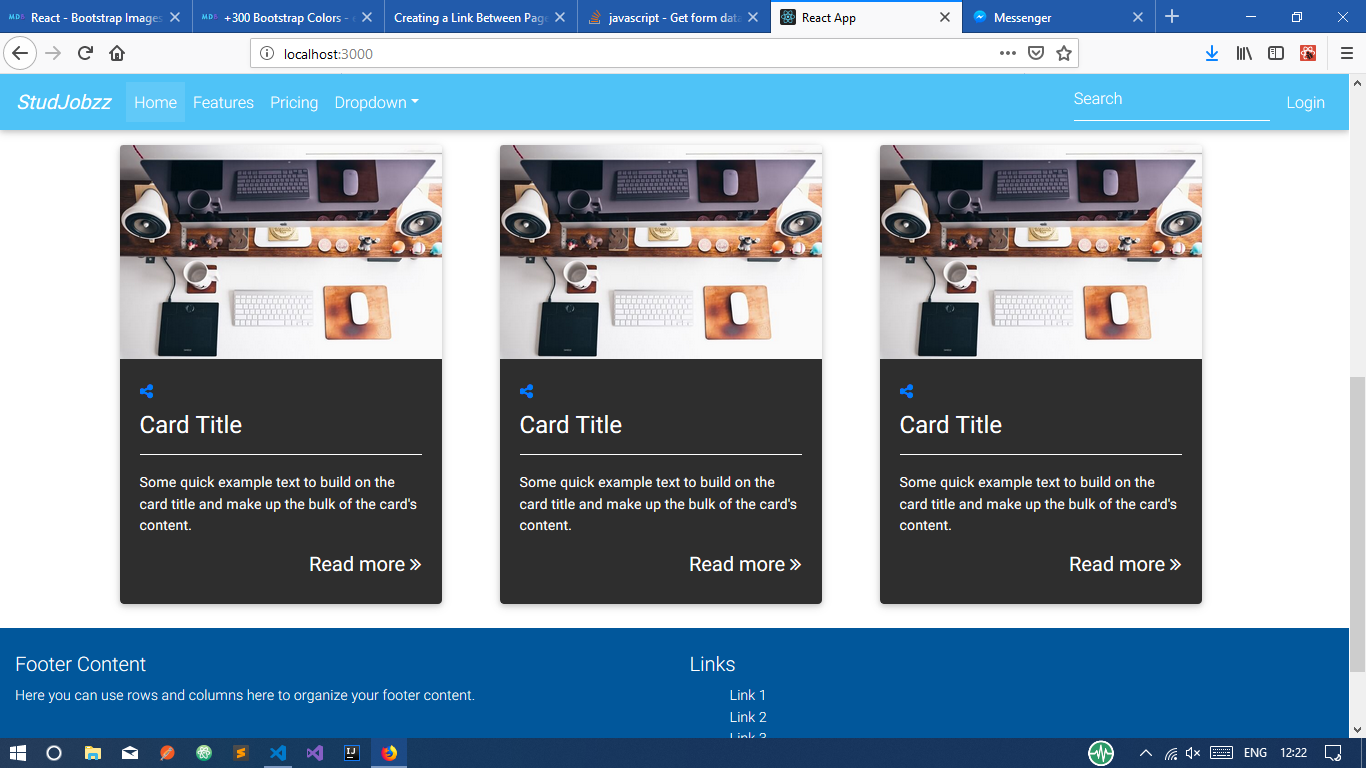 React - Bootstrap Images
+300 Bootstrap Colors -
Creating a Link Between Page
javascript - Get form data
React App
Messenger
localhost:3000
StudJobzz Home Features Pricing Dropdown Search Login
Card Title
Some quick example text to build on the
card title and make up the bulk of the card's
content.
Read more
Card Title
Some quick example text to build on the
card title and make up the bulk of the card's
content.
Read more
Card Title
Some quick example text to build on the
card title and make up the bulk of the card's
content.
Read more
Footer Content
Here you can use rows and columns here to organize your footer content.
Links
Link 1
Link 2
Link 3
ENG 12:22